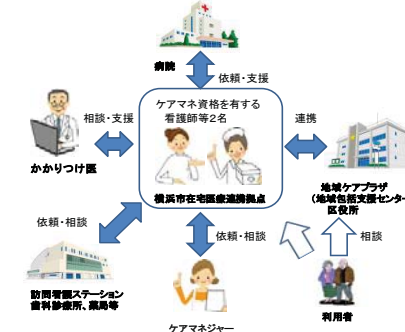 病院
依頼・支援
ケアマネ資格を有する
看護師等2名
相談・支援
連携
かかりつけ医
横浜市在宅医療連携拠点
地域ケアプラザ
（地域包括支援センター
区役所
依頼・相談
依頼・相談
相談
訪問看護ステーション
歯科診療所、薬局等
利用者
ケアマネジャー